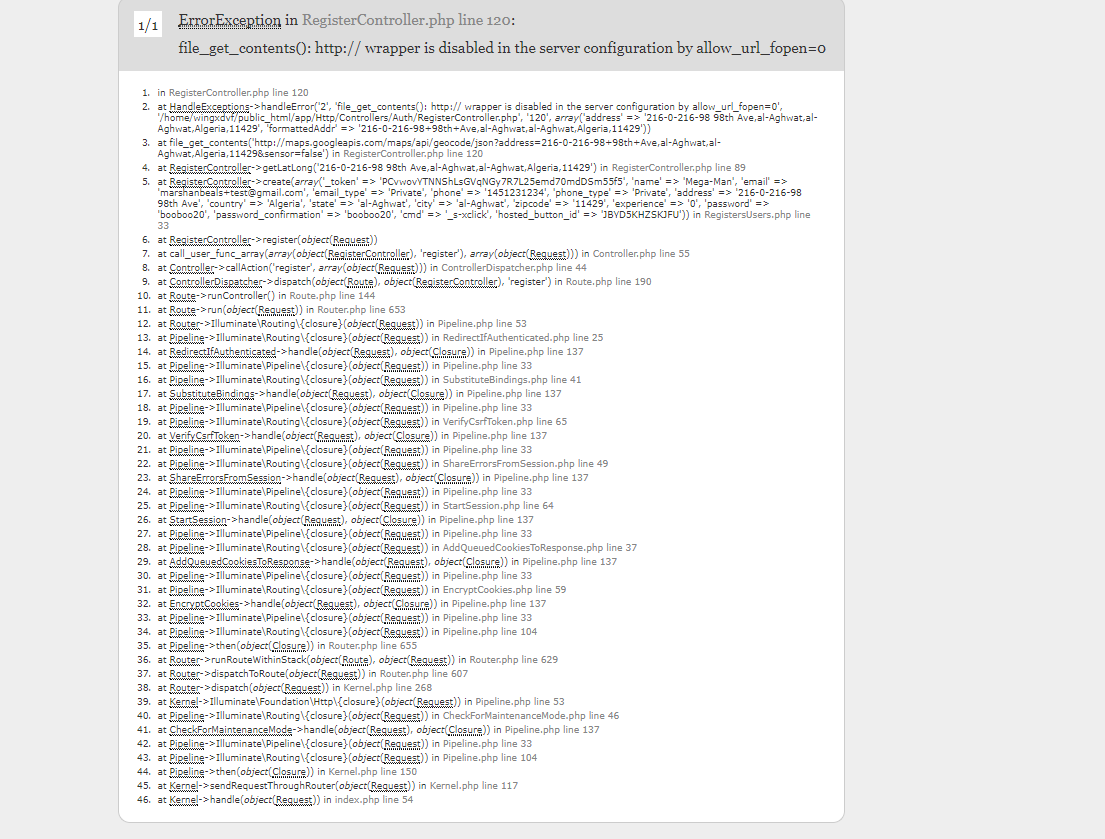 1/1
ErrorException in RegisterController.php line 120:
file_get_contents(): http:// wrapper is disabled in the server configuration by allow_url_fopen=0
1. in RegisterController.php line 120
2. at HandleExceptions->handleError('2', 'file_get_contents(): http:// wrapper is disabled in the server configuration by allow_url_fopen=0',
'/home/wingxdvf/public_html/app/Http/Controllers/Auth/RegisterController.php', '120', array('address' => '216-0-216-98 98th Ave,al-Aghwat,al-
Aghwat,Algeria,11429', 'formattedAddr' => '216-0-216-98+98th+Ave,al-Aghwat,al-Aghwat,Algeria,11429'))
3. at file_get_contents('http://maps.googleapis.com/maps/api/geocode/json?address=216-0-216-98+98th+Ave,al-Aghwat,al-
Aghwat,Algeria,11429&sensor=false') in RegisterController.php line 120
4. at RegisterController->getLatLong('216-0-216-98 98th Ave,al-Aghwat,al-Aghwat,Algeria,11429') in RegisterController.php line 89
5. at RegisterController->create(array('_token' => 'PCvwovYTNNShLsGVqNGy7R7L25emd70mdDSm55f5', 'name' => 'Mega-Man', 'email' =>
'marshanbeals+test@gmail.com', 'email_type' => 'Private', 'phone' => '1451231234', 'phone_type' => 'Private', 'address' => '216-0-216-98
98th Ave', 'country' => 'Algeria', 'state' => 'al-Aghwat', 'city' => 'al-Aghwat', 'zipcode' => '11429', 'experience' => '0', 'password' =>
'booboo20', 'password_confirmation' => 'booboo20', 'cmd' => '_s-xclick', 'hosted_button_id' => 'JBYD5KHZSKJFU')) in RegistersUsers.php line
33
6. at RegisterController->register(object(Request))
7. at call_user_func_array(array(object(RegisterController), 'register'), array(object(Request))) in Controller.php line 55
8. at Controller->callAction('register', array(object(Request))) in ControllerDispatcher.php line 44
9. at ControllerDispatcher->dispatch(object(Route), object(RegisterController), 'register') in Route.php line 190
10. at Route->runController() in Route.php line 144
11. at Route->run(object(Request)) in Router.php line 653
12. at Router->Illuminate\Routing\{closure}(object(Request)) in Pipeline.php line 53
13. at Pipeline->Illuminate\Routing\{closure}(object(Request)) in RedirectIfAuthenticated.php line 25
14. at RedirectIfAuthenticated->handle(object(Request), object(Closure)) in Pipeline.php line 137
15. at Pipeline->Illuminate\Pipeline\{closure}(object(Request)) in Pipeline.php line 33
16. at Pipeline->Illuminate\Routing\{closure}(object(Request)) in SubstituteBindings.php line 41
17. at SubstituteBindings->handle(object(Request), object(Closure)) in Pipeline.php line 137
18. at Pipeline->Illuminate\Pipeline\{closure}(object(Request)) in Pipeline.php line 33
19. at Pipeline->Illuminate\Routing\{closure}(object(Request)) in VerifyCsrfToken.php line 65
20. at VerifyCsrfToken->handle(object(Request), object(Closure)) in Pipeline.php line 137
21. at Pipeline->Illuminate\Pipeline\{closure}(object(Request)) in Pipeline.php line 33
22. at Pipeline->Illuminate\Routing\{closure}(object(Request)) in ShareErrorsFromSession.php line 49
23. at ShareErrorsFromSession->handle(object(Request), object(Closure)) in Pipeline.php line 137
24. at Pipeline->Illuminate\Pipeline\{closure}(object(Request)) in Pipeline.php line 33
25. at Pipeline->Illuminate\Routing\{closure}(object(Request)) in StartSession.php line 64
26. at StartSession->handle(object(Request), object(Closure)) in Pipeline.php line 137
27. at Pipeline->Illuminate\Pipeline\{closure}(object(Request)) in Pipeline.php line 33
28. at Pipeline->Illuminate\Routing\{closure}(object(Request)) in AddQueuedCookiesToResponse.php line 37
29. at AddQueuedCookiesToResponse->handle(object(Request), object(Closure)) in Pipeline.php line 137
30. at Pipeline->Illuminate\Pipeline\{closure}(object(Request)) in Pipeline.php line 33
31. at Pipeline->Illuminate\Routing\{closure}(object(Request)) in EncryptCookies.php line 59
32. at EncryptCookies->handle(object(Request), object(Closure)) in Pipeline.php line 137
33. at Pipeline->Illuminate\Pipeline\{closure}(object(Request)) in Pipeline.php line 33
34. at Pipeline->Illuminate\Routing\{closure}(object(Request)) in Pipeline.php line 104
35. at Pipeline->then(object(Closure)) in Router.php line 655
36. at Router->runRouteWithinStack(object(Route), object(Request)) in Router.php line 629
37. at Router->dispatchToRoute(object(Request)) in Router.php line 607
38. at Router->dispatch(object(Request)) in Kernel.php line 268
39. at Kernel->Illuminate\Foundation\Http\{closure}(object(Request)) in Pipeline.php line 53
40. at Pipeline->Illuminate\Routing\{closure}(object(Request)) in CheckForMaintenanceMode.php line 46
41. at CheckForMaintenanceMode->handle(object(Request), object(Closure)) in Pipeline.php line 137
42. at Pipeline->Illuminate\Pipeline\{closure}(object(Request)) in Pipeline.php line 33
43. at Pipeline->Illuminate\Routing\{closure}(object(Request)) in Pipeline.php line 104
44. at Pipeline->then(object(Closure)) in Kernel.php line 150
45. at Kernel->sendRequestThroughRouter(object(Request)) in Kernel.php line 117
46. at Kernel->handle(object(Request)) in index.php line 54